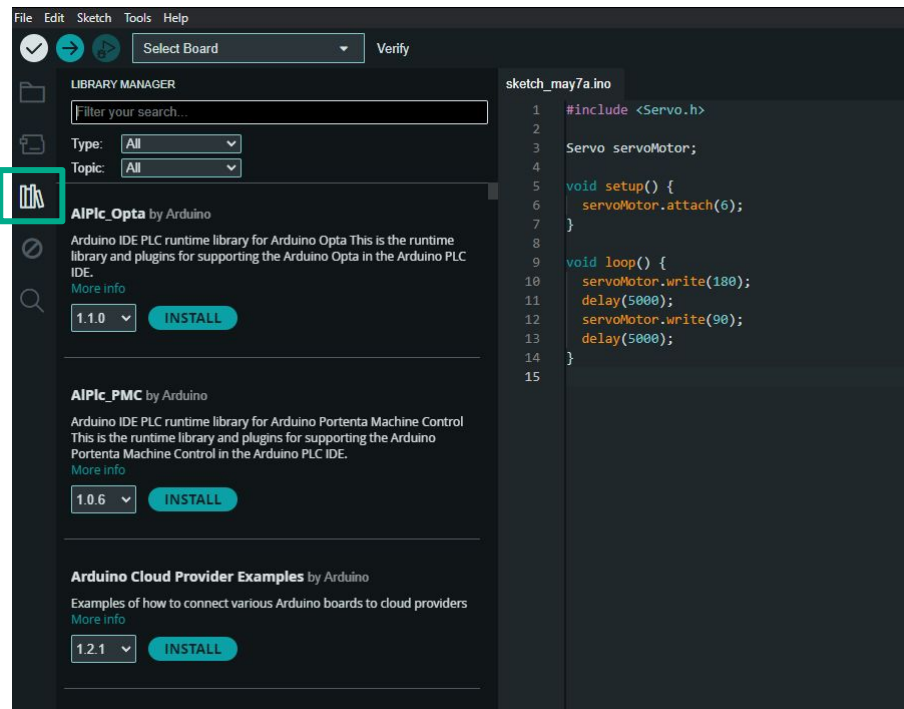 File Edit Sketch Tools Help
Select Board
Verify
LIBRARY MANAGER
Filter your search...
Type: All
Topic: All
AlPlc_Opta by Arduino
Arduino IDE PLC runtime library for Arduino Opta This is the runtime
library and plugins for supporting the Arduino Opta in the Arduino PLC
IDE.
More info
1.1.0 INSTALL
AlPlc_PMC by Arduino
Arduino IDE PLC runtime library for Arduino Portenta Machine Control
This is the runtime library and plugins for supporting the Arduino
Portenta Machine Control in the Arduino PLC IDE.
More info
1.0.6 INSTALL
Arduino Cloud Provider Examples by Arduino
Examples of how to connect various Arduino boards to cloud providers
More info
1.2.1 INSTALL
sketch_may7a.ino
1 #include <Servo.h>
2
3 Servo servoMotor;
4
5 void setup() {
6 servoMotor.attach(6);
7 }
8
9 void loop() {
10 servoMotor.write(180);
11 delay(5000);
12 servoMotor.write(90);
13 delay(5000);
14 }
15